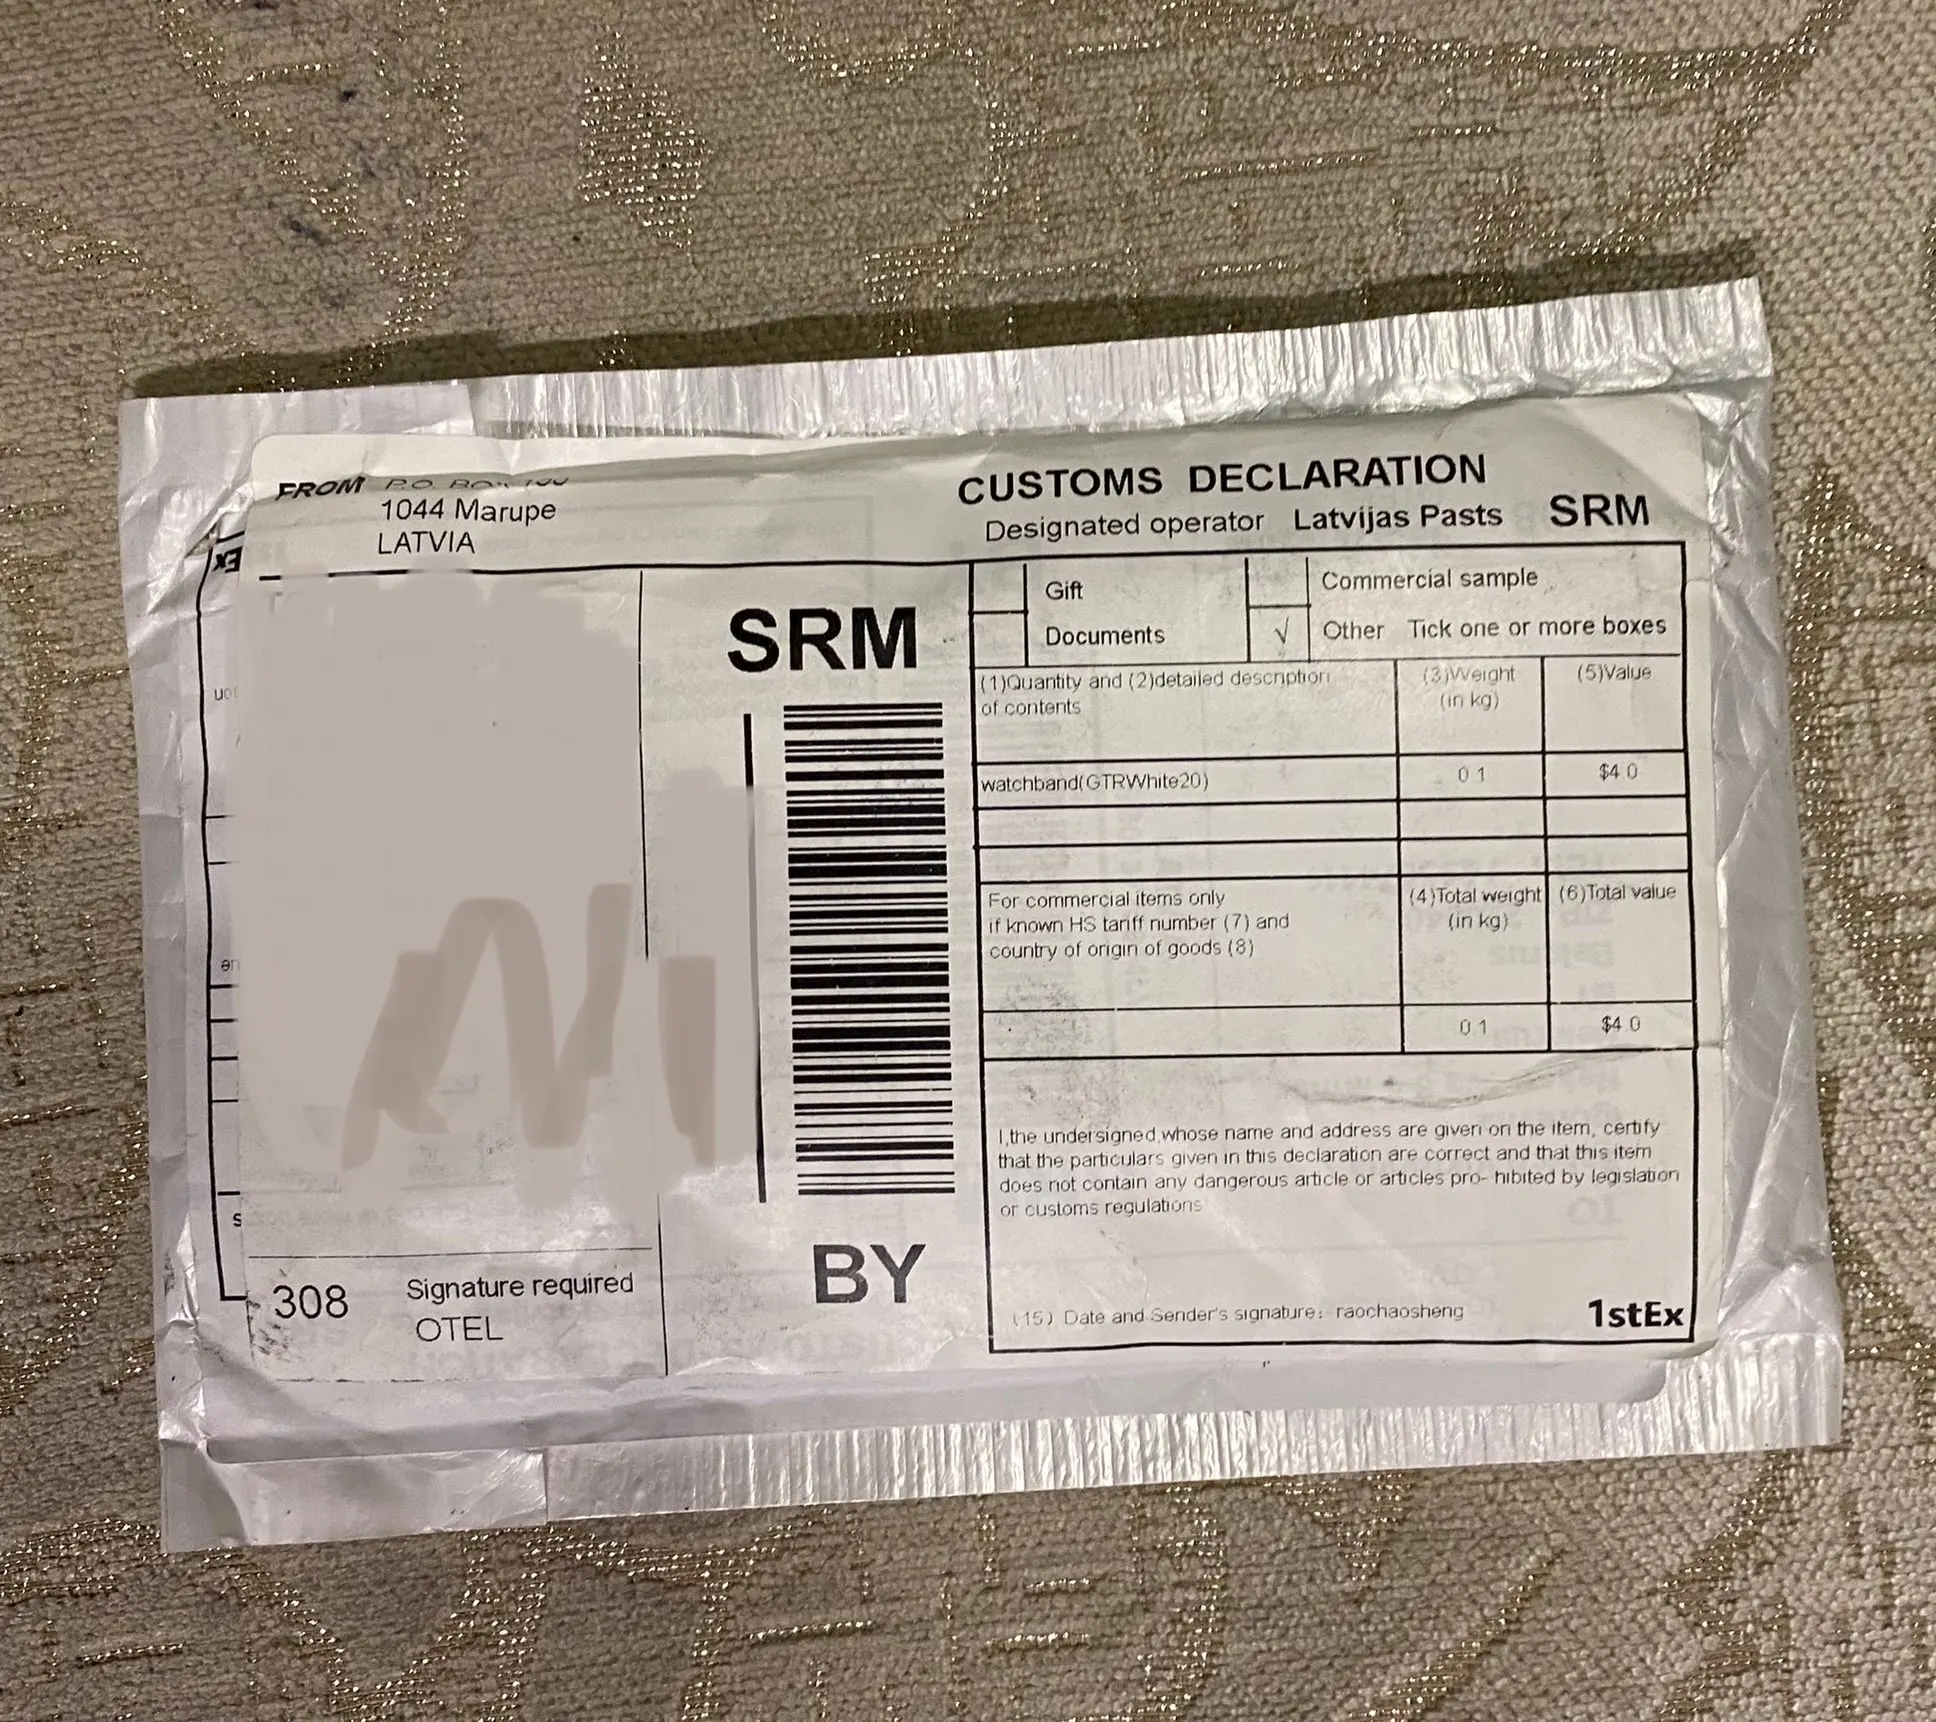 FROM P.O. BOX
1044 Marupe
LATVIA
CUSTOMS DECLARATION
Designated operator Latvijas Pasts SRM
SRM
BY
308
Signature required
OTEL
Gift
Commercial sample
Documents
√ Other Tick one or more boxes
(1)Quantity and (2)detailed description
of contents
(3)Weight
(in kg)
(5)Value
watchband(GTRWhite20) 0.1 $4.0
For commercial items only
if known HS tariff number (7) and
country of origin of goods (8)
(4)Total weight
(in kg)
(6)Total value
0.1 $4.0
I,the undersigned,whose name and address are given on the item, certify
that the particulars given in this declaration are correct and that this item
does not contain any dangerous article or articles pro- hibited by legislation
or customs regulations
(15) Date and Sender's signature: raochaosheng
1stEx